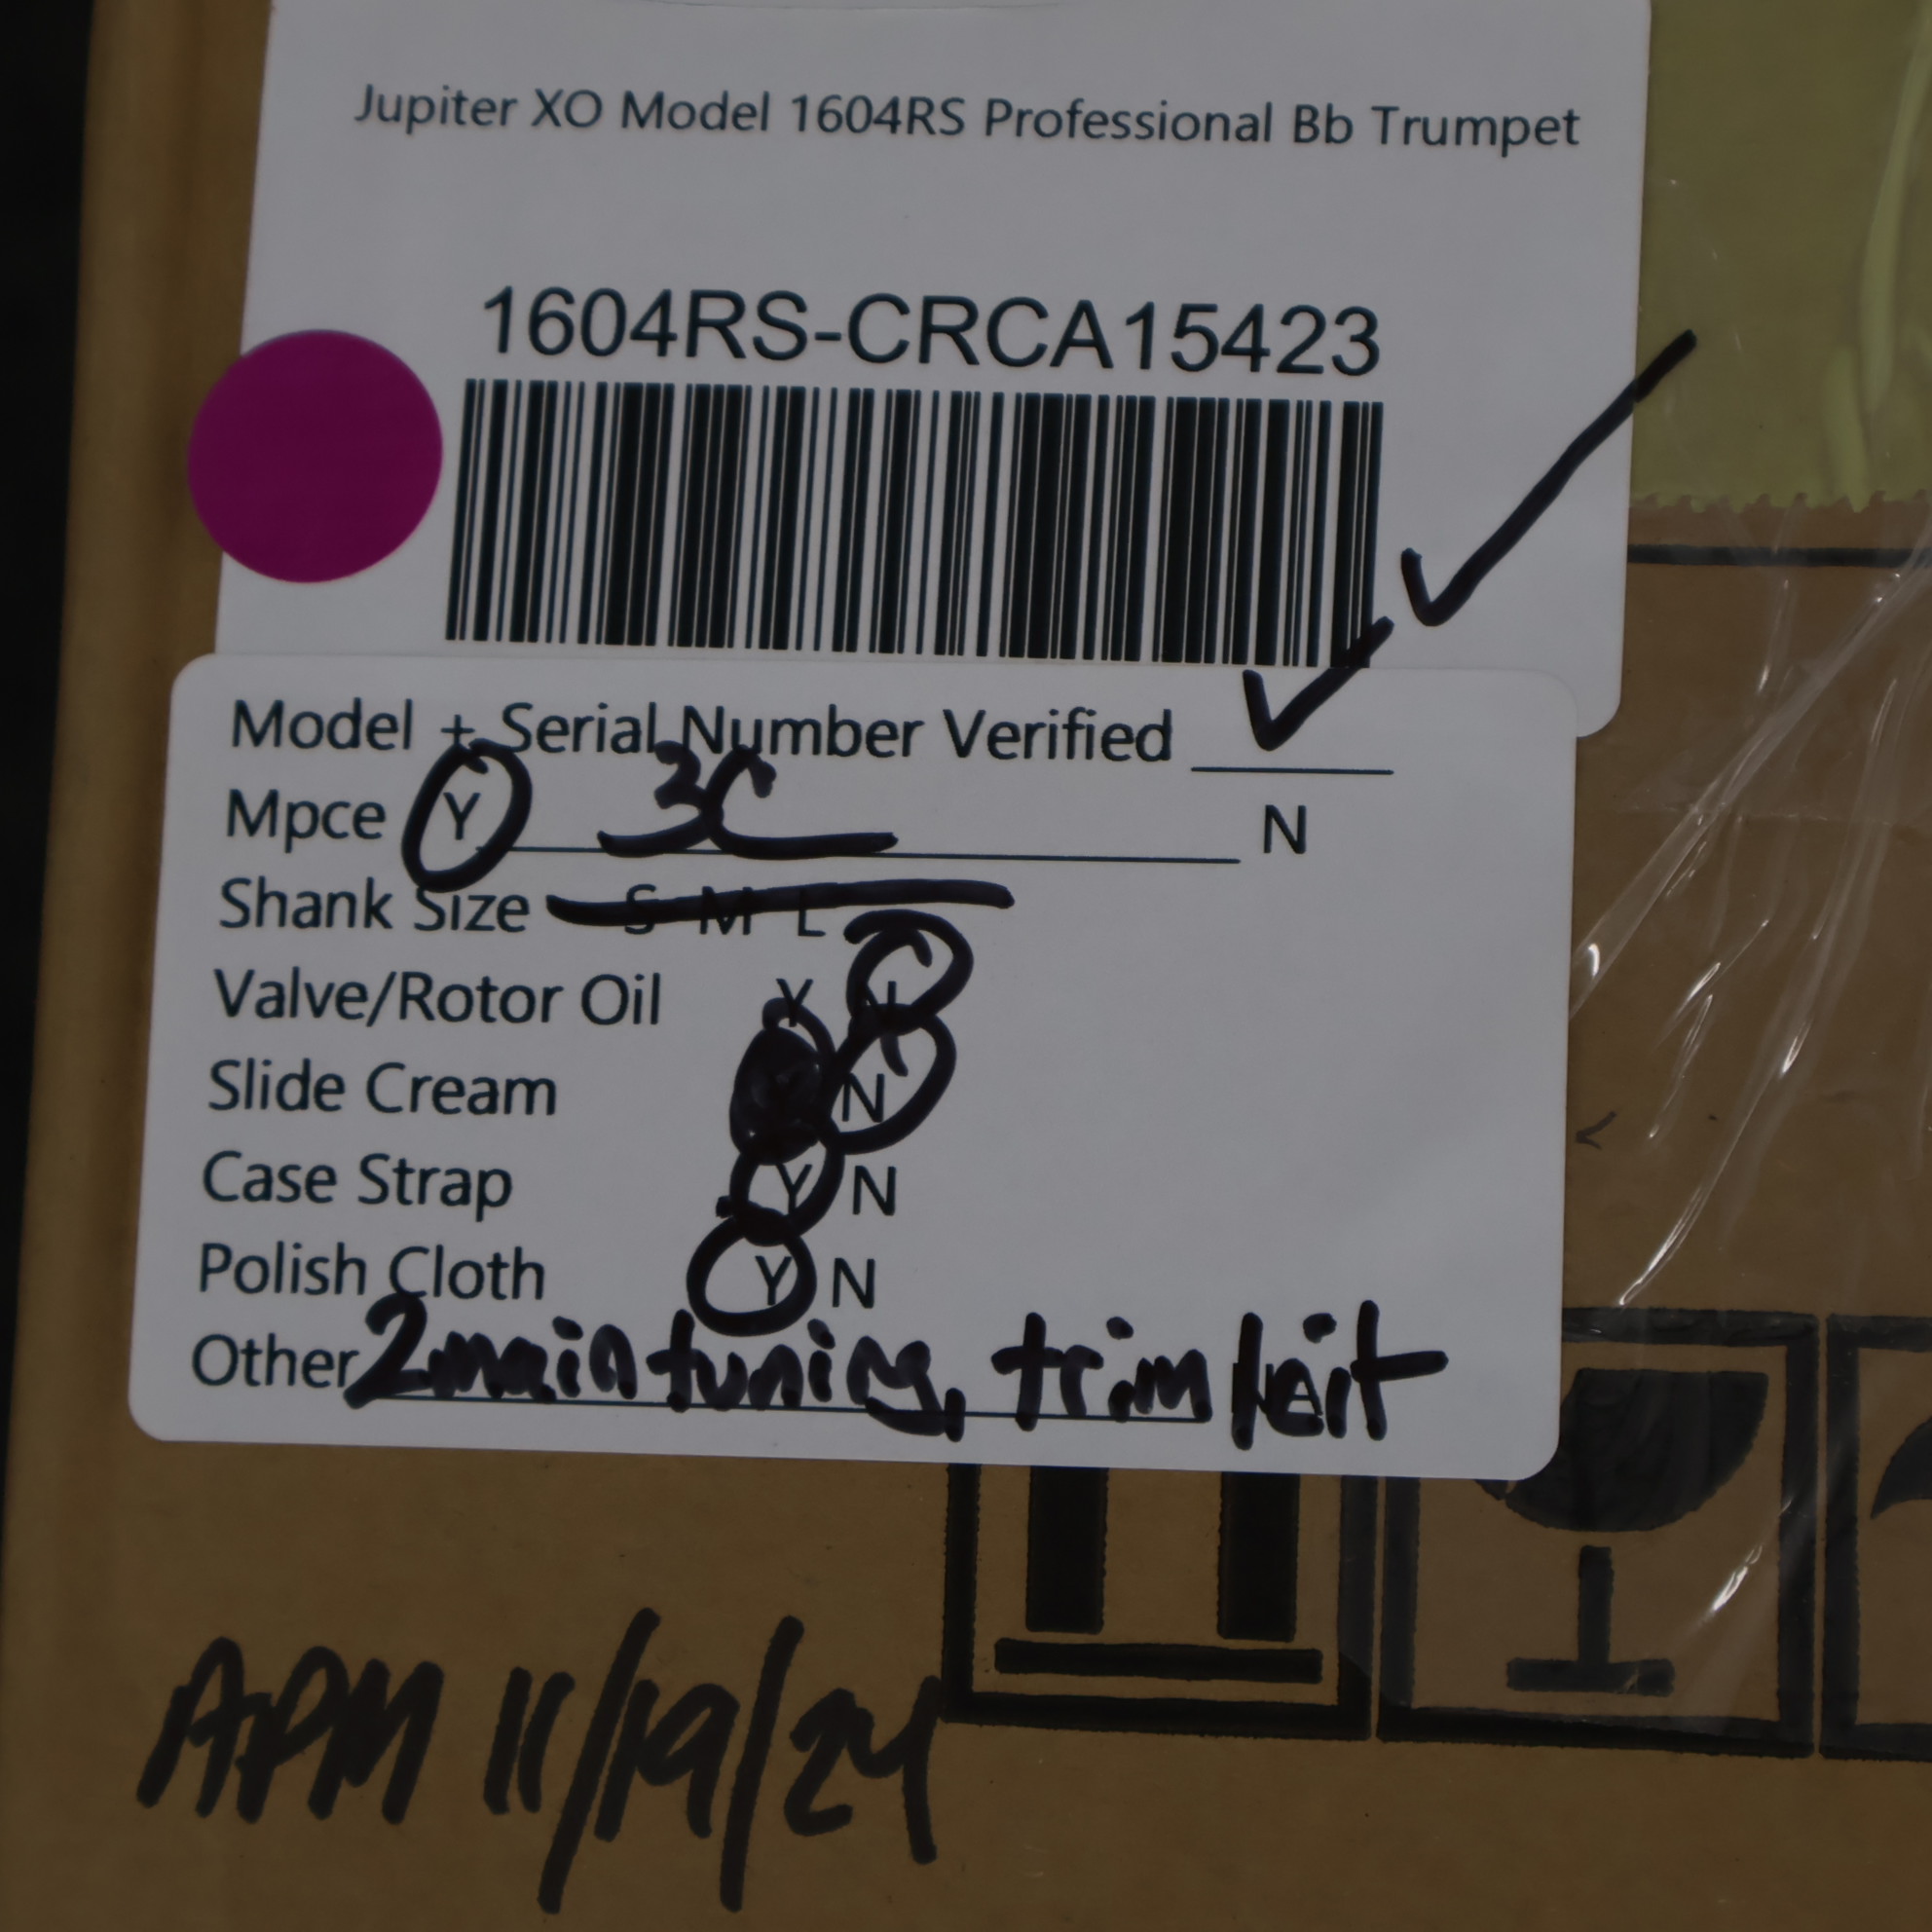 Jupiter XO Model 1604RS Professional Bb Trumpet
1604RS-CRCA15423
Model + Serial Number Verified ✓
Mpce Y 3C N
Shank Size S M L
Valve/Rotor Oil Y N
Slide Cream N
Case Strap Y N
Polish Cloth Y N
Other 2 main tuning, trim kit
APM 11/19/24